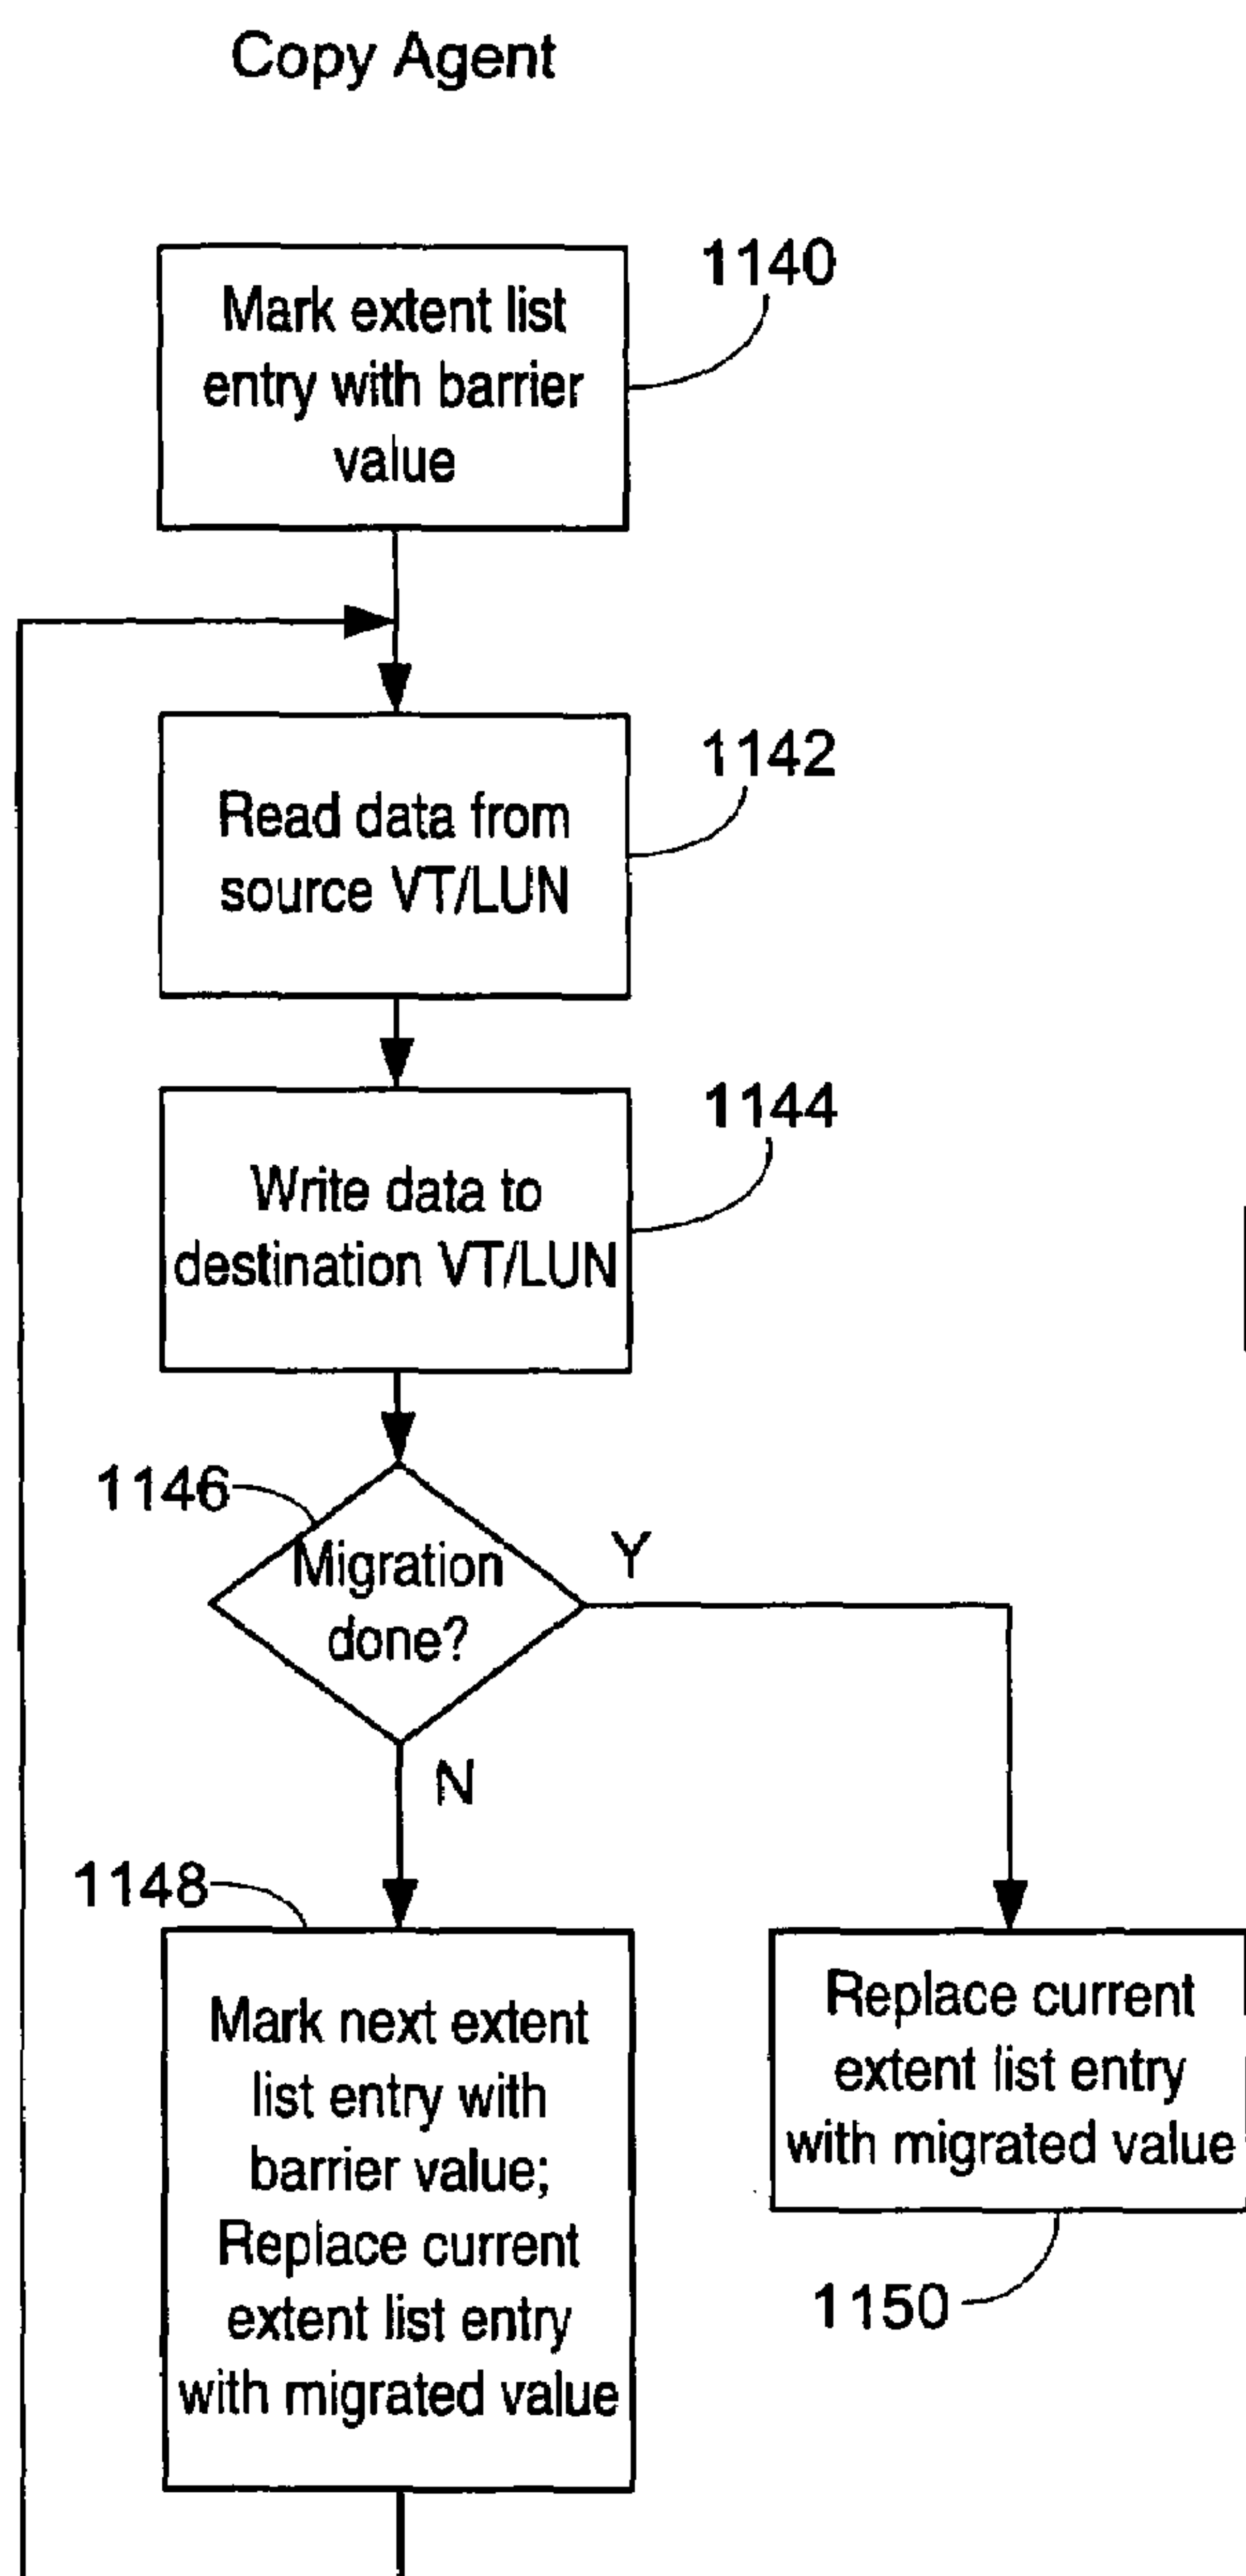 Copy Agent
1140
Mark extent list
entry with barrier
value
1142
Read data from
source VT/LUN
1144
Write data to
destination VT/LUN
1146
Migration
done?
Y
N
1148
Mark next extent
list entry with
barrier value;
Replace current
extent list entry
with migrated value
Replace current
extent list entry
with migrated value
1150